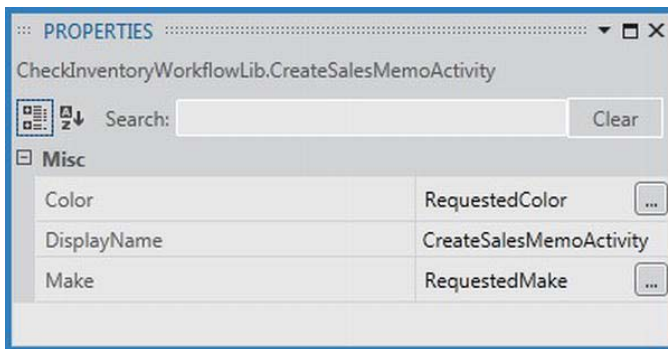 PROPERTIES
CheckInventoryWorkflowLib.CreateSalesMemoActivity
Search: Clear
Misc
Color RequestedColor ...
DisplayName CreateSalesMemoActivity
Make RequestedMake ...